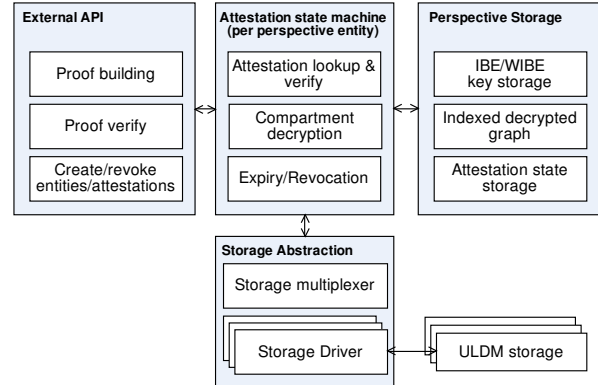 External API
Proof building
Proof verify
Create/revoke
entities/attestations
Attestation state machine
(per perspective entity)
Attestation lookup &
verify
Compartment
decryption
Expiry/Revocation
Perspective Storage
IBE/WIBE
key storage
Indexed decrypted
graph
Attestation state
storage
Storage Abstraction
Storage multiplexer
Storage Driver
ULDM storage